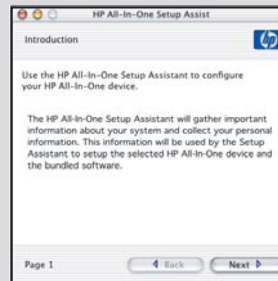 HP All-In-One Setup Assist
Introduction
hp
Use the HP All-In-One Setup Assistant to configure
your HP All-In-One device.
The HP All-In-One Setup Assistant will gather important
information about your system and collect your personal
information. This information will be used by the Setup
Assistant to setup the selected HP All-In-One device and
the bundled software.
Page 1
Back
Next